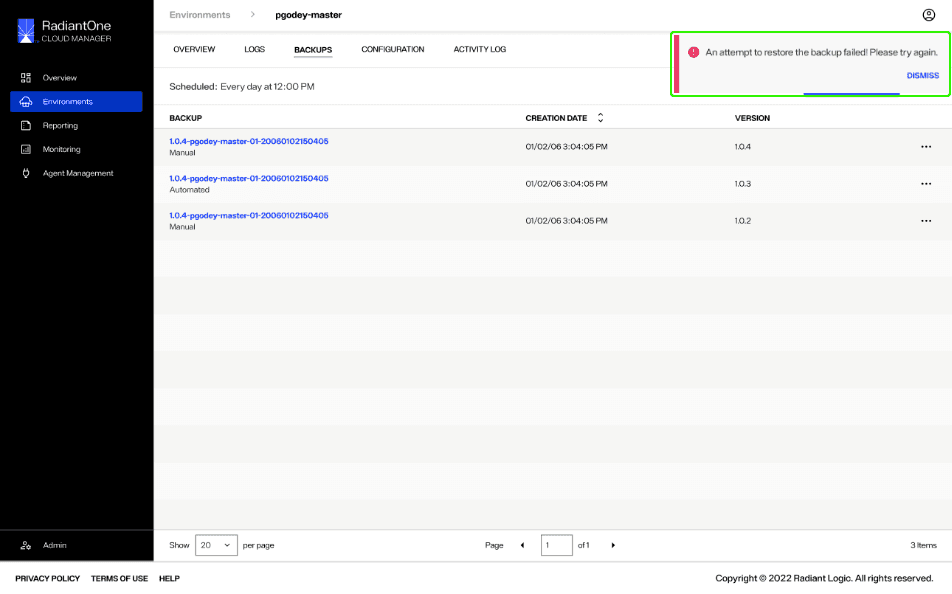 RadiantOne
CLOUD MANAGER
Overview
Environments
Reporting
Monitoring
Agent Management
Admin
Environments > pgodey-master
OVERVIEW LOGS BACKUPS CONFIGURATION ACTIVITY LOG
An attempt to restore the backup failed! Please try again.
DISMISS
Scheduled: Every day at 12:00 PM
BACKUP CREATION DATE VERSION
1.0.4-pgodey-master-01-20060102150405
Manual
01/02/06 3:04:05 PM 1.0.4
1.0.4-pgodey-master-01-20060102150405
Automated
01/02/06 3:04:05 PM 1.0.3
1.0.4-pgodey-master-01-20060102150405
Manual
01/02/06 3:04:05 PM 1.0.2
Show 20 per page Page 1 of 1 3 Items
PRIVACY POLICY TERMS OF USE HELP Copyright © 2022 Radiant Logic. All rights reserved.